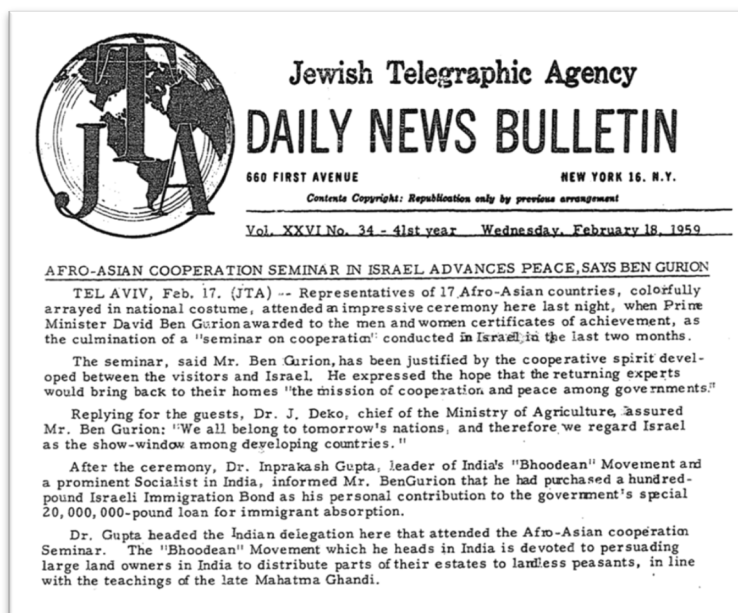 JTA
Jewish Telegraphic Agency
DAILY NEWS BULLETIN
660 FIRST AVENUE NEW YORK 16. N.Y.
Contents Copyright: Republication only by previous arrangement
Vol. XXVI No. 34 - 41st year Wednesday, February 18, 1959
AFRO-ASIAN COOPERATION SEMINAR IN ISRAEL ADVANCES PEACE, SAYS BEN GURION
TEL AVIV, Feb. 17. (JTA) -- Representatives of 17 Afro-Asian countries, colorfully
arrayed in national costume, attended an impressive ceremony here last night, when Prime
Minister David Ben Gurion awarded to the men and women certificates of achievement, as
the culmination of a "seminar on cooperation" conducted in Israel in the last two months.
The seminar, said Mr. Ben Gurion, has been justified by the cooperative spirit devel-
oped between the visitors and Israel. He expressed the hope that the returning experts
would bring back to their homes "the mission of cooperation and peace among governments."
Replying for the guests, Dr. J. Deko, chief of the Ministry of Agriculture, assured
Mr. Ben Gurion: "We all belong to tomorrow's nations, and therefore we regard Israel
as the show-window among developing countries."
After the ceremony, Dr. Inprakash Gupta, leader of India's "Bhoodean" Movement and
a prominent Socialist in India, informed Mr. BenGurion that he had purchased a hundred-
pound Israeli Immigration Bond as his personal contribution to the government's special
20,000,000-pound loan for immigrant absorption.
Dr. Gupta headed the Indian delegation here that attended the Afro-Asian cooperation
Seminar. The "Bhoodean" Movement which he heads in India is devoted to persuading
large land owners in India to distribute parts of their estates to landless peasants, in line
with the teachings of the late Mahatma Ghandi.